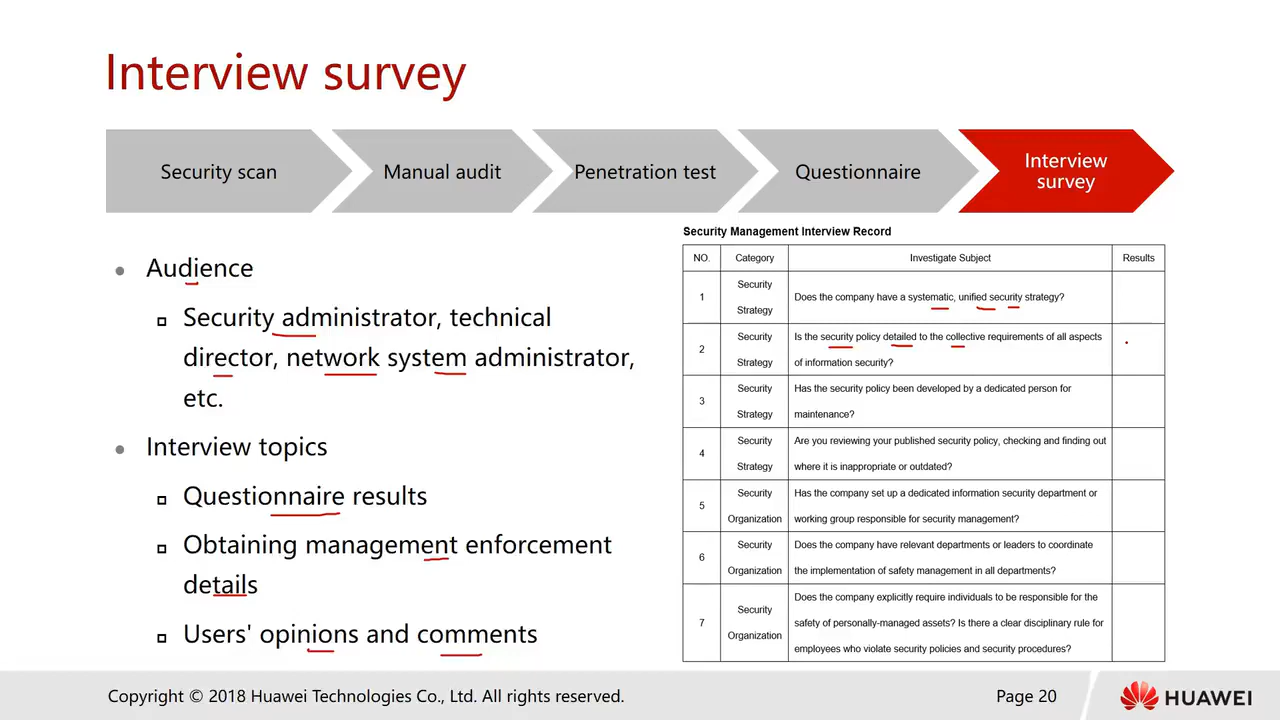 Interview survey
Security scan
Manual audit
Penetration test
Questionnaire
Interview
survey
Audience
Security administrator, technical
director, network system administrator,
etc.
Interview topics
Questionnaire results
Obtaining management enforcement
details
Users' opinions and comments
Security Management Interview Record
NO. Category Investigate Subject Results
1 Security
Strategy
Does the company have a systematic, unified security strategy?
2 Security
Strategy
Is the security policy detailed to the collective requirements of all aspects
of information security?
3 Security
Strategy
Has the security policy been developed by a dedicated person for
maintenance?
4 Security
Strategy
Are you reviewing your published security policy, checking and finding out
where it is inappropriate or outdated?
5 Security
Organization
Has the company set up a dedicated information security department or
working group responsible for security management?
6 Security
Organization
Does the company have relevant departments or leaders to coordinate
the implementation of safety management in all departments?
7 Security
Organization
Does the company explicitly require individuals to be responsible for the
safety of personally-managed assets? Is there a clear disciplinary rule for
employees who violate security policies and security procedures?
Copyright © 2018 Huawei Technologies Co., Ltd. All rights reserved.
Page 20
HUAWEI